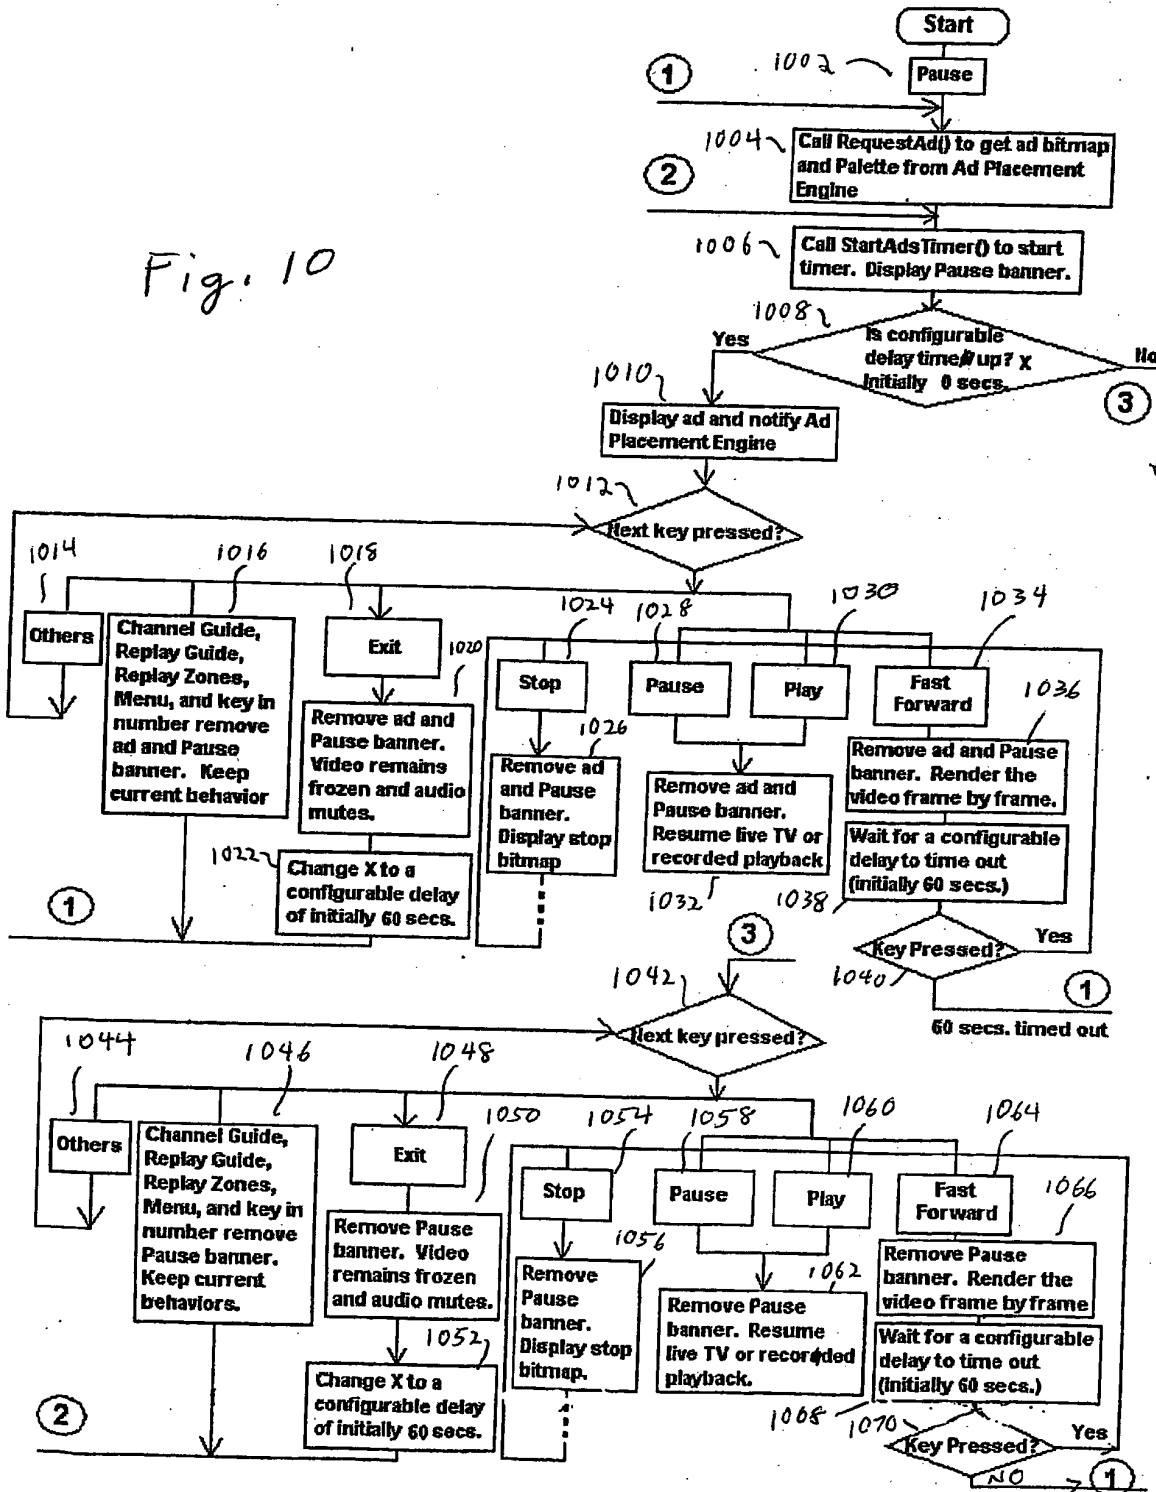 Start
1002
Pause
1
1004
Call RequestAd() to get ad bitmap
and Palette from Ad Placement
Engine
2
1006
Call StartAdsTimer() to start
timer. Display Pause banner.
Fig. 10
1008
Yes
Is configurable
delay time up? X
Initially 0 secs.
No
3
1010
Display ad and notify Ad
Placement Engine
1012
Next key pressed?
1014
Others
1016
Channel Guide,
Replay Guide,
Replay Zones,
Menu, and key in
number remove
ad and Pause
banner. Keep
current behavior
1018
Exit
1020
Remove ad and
Pause banner.
Video remains
frozen and audio
mutes.
1022
Change X to a
configurable delay
of initially 60 secs.
1
1024
Stop
1026
Remove ad
and Pause
banner.
Display stop
bitmap
1028
Pause
1030
Play
Remove ad and
Pause banner.
Resume live TV or
recorded playback
1032
1034
Fast
Forward
1036
Remove ad and Pause
banner. Render the
video frame by frame.
Wait for a configurable
delay to time out
(initially 60 secs.)
1038
Key Pressed?
Yes
1040
1
60 secs. timed out
3
1042
Next key pressed?
1044
Others
1046
Channel Guide,
Replay Guide,
Replay Zones,
Menu, and key in
number remove
Pause banner.
Keep current
behaviors.
1048
Exit
1050
Remove Pause
banner. Video
remains frozen
and audio mutes.
1052
Change X to a
configurable delay
of initially 60 secs.
2
1054
Stop
1056
Remove
Pause
banner.
Display stop
bitmap.
1058
Pause
1060
Play
1062
Remove Pause
banner. Resume
live TV or recorded
playback.
1064
Fast
Forward
1066
Remove Pause
banner. Render the
video frame by frame
Wait for a configurable
delay to time out
(initially 60 secs.)
1068
1070
Key Pressed?
Yes
NO
1